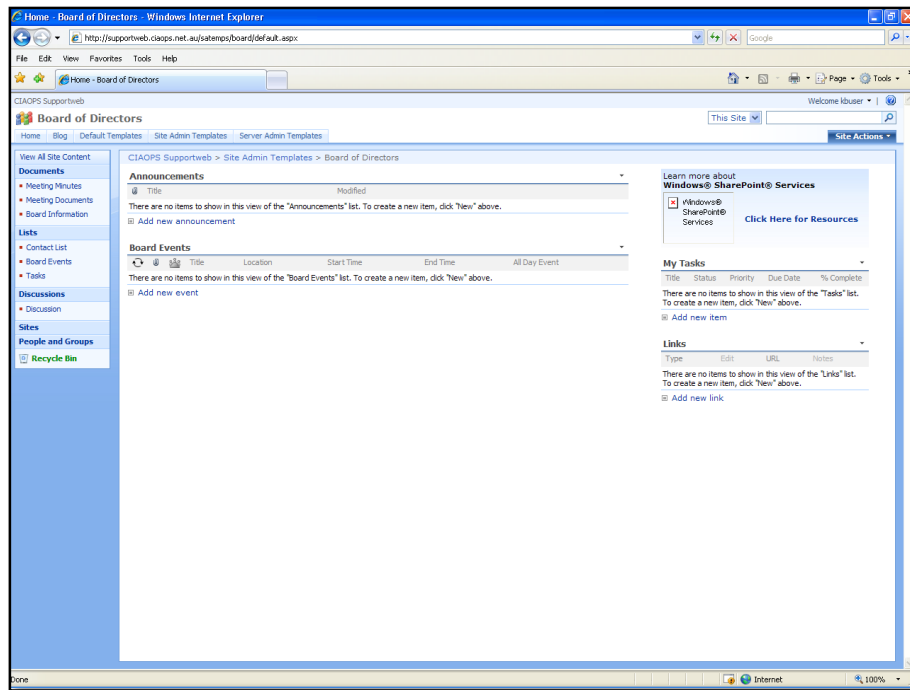 Home - Board of Directors - Windows Internet Explorer
http://supportweb.ciaops.net.au/satemps/board/default.aspx
Google
File Edit View Favorites Tools Help
Home - Board of Directors
Page Tools
CIAOPS Supportweb
Welcome kbuser
Board of Directors
This Site
Home Blog Default Templates Site Admin Templates Server Admin Templates
Site Actions
View All Site Content
Documents
Meeting Minutes
Meeting Documents
Board Information
Lists
Contact List
Board Events
Tasks
Discussions
Discussion
Sites
People and Groups
Recycle Bin
CIAOPS Supportweb > Site Admin Templates > Board of Directors
Announcements
Title Modified
There are no items to show in this view of the "Announcements" list. To create a new item, click "New" above.
Add new announcement
Board Events
Title Location Start Time End Time All Day Event
There are no items to show in this view of the "Board Events" list. To create a new item, click "New" above.
Add new event
Learn more about
Windows® SharePoint® Services
Windows®
SharePoint®
Services
Click Here for Resources
My Tasks
Title Status Priority Due Date % Complete
There are no items to show in this view of the "Tasks" list.
To create a new item, click "New" above.
Add new item
Links
Type Edit URL Notes
There are no items to show in this view of the "Links" list.
To create a new item, click "New" above.
Add new link
Done
Internet
100%